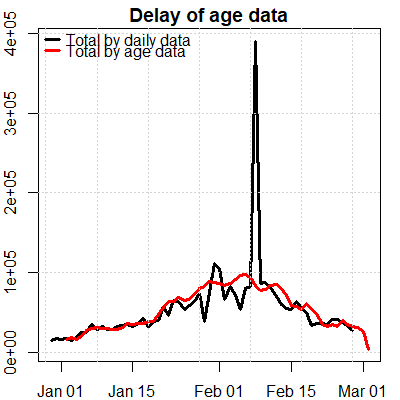 Delay of age data
Total by daily data
Total by age data
4e+05
3e+05
2e+05
1e+05
0e+00
Jan 01 Jan 15 Feb 01 Feb 15 Mar 01